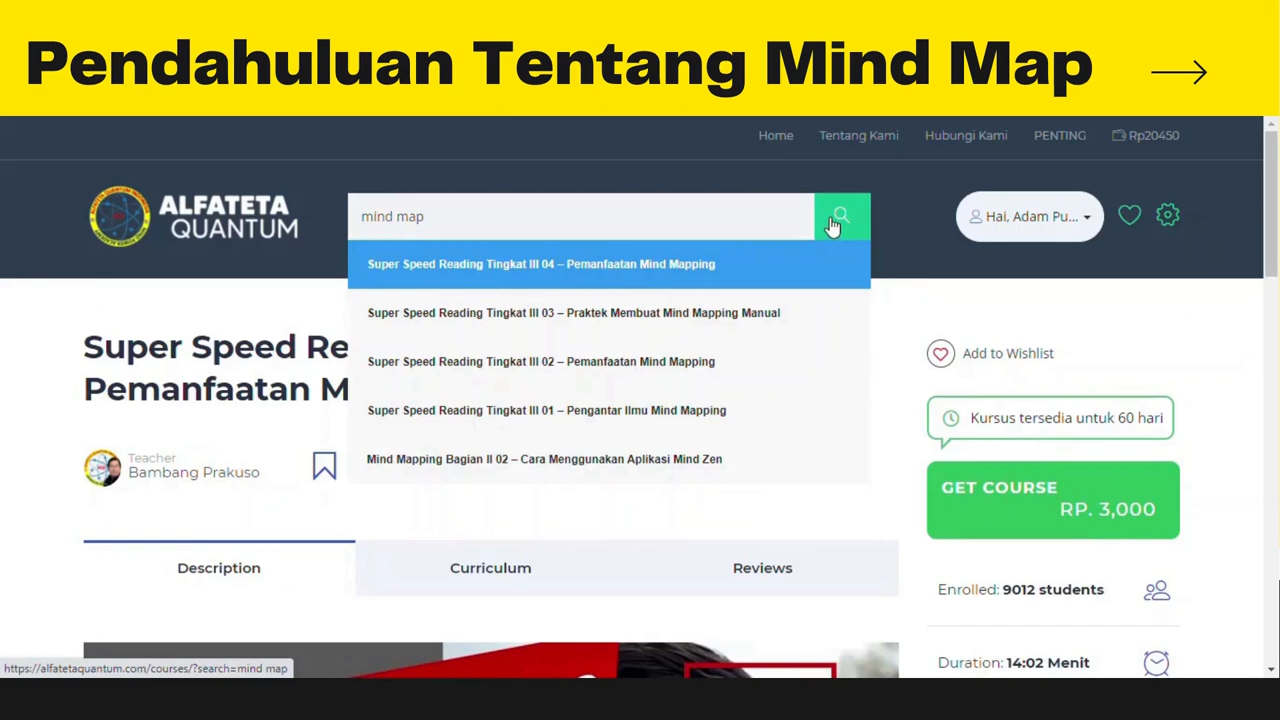 Pendahuluan Tentang Mind Map
Home Tentang Kami Hubungi Kami PENTING Rp20450
ALFATETA
QUANTUM
mind map
Hai, Adam Pu...
Super Speed Reading Tingkat III 04 – Pemanfaatan Mind Mapping
Super Speed Reading Tingkat III 03 – Praktek Membuat Mind Mapping Manual
Super Speed Reading Tingkat III 02 – Pemanfaatan Mind Mapping
Super Speed Reading Tingkat III 01 – Pengantar Ilmu Mind Mapping
Mind Mapping Bagian II 02 – Cara Menggunakan Aplikasi Mind Zen
Super Speed Re
Pemanfaatan M
Teacher
Bambang Prakuso
Add to Wishlist
Kursus tersedia untuk 60 hari
GET COURSE
RP. 3,000
Description Curriculum Reviews
Enrolled: 9012 students
Duration: 14:02 Menit
https://alfatetaquantum.com/courses/?search=mind map